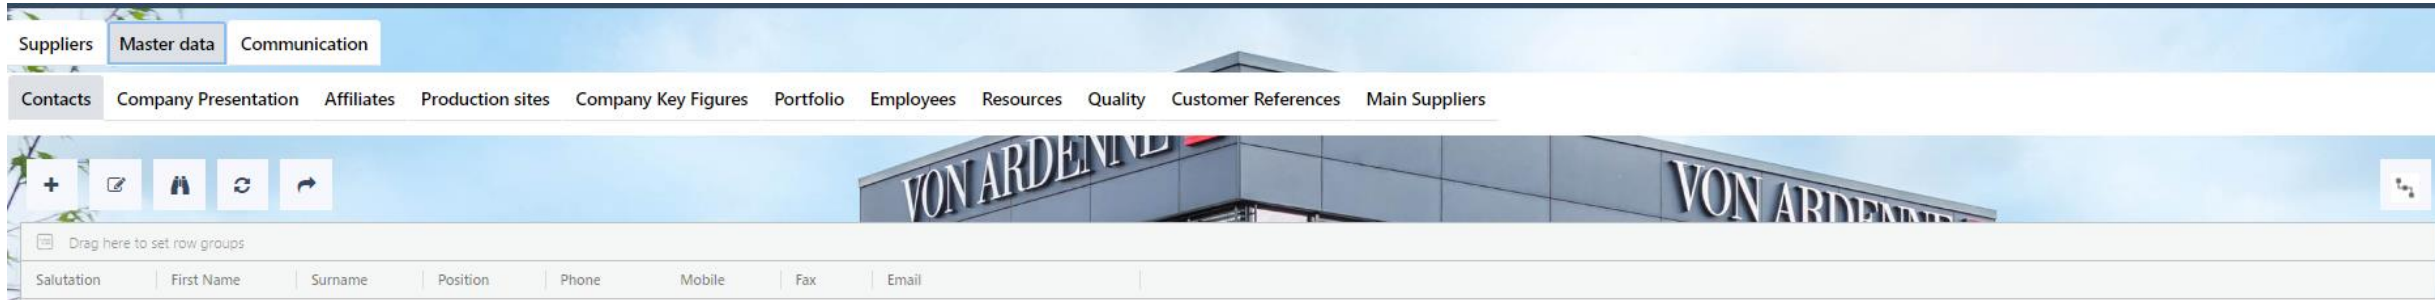 Suppliers Master data Communication
Contacts Company Presentation Affiliates Production sites Company Key Figures Portfolio Employees Resources Quality Customer References Main Suppliers
VON ARDENNE VON ARDENNE
Drag here to set row groups
Salutation First Name Surname Position Phone Mobile Fax Email